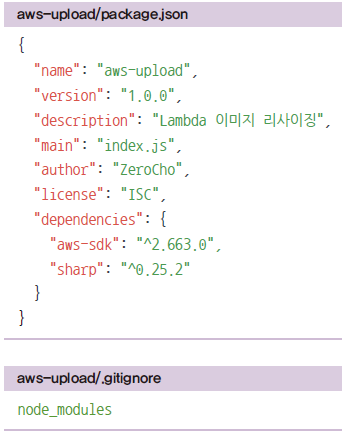 aws-upload/package.json
{
  "name": "aws-upload",
  "version": "1.0.0",
  "description": "Lambda 이미지 리사이징",
  "main": "index.js",
  "author": "ZeroCho",
  "license": "ISC",
  "dependencies": {
    "aws-sdk": "^2.663.0",
    "sharp": "^0.25.2"
  }
}
aws-upload/.gitignore
node_modules